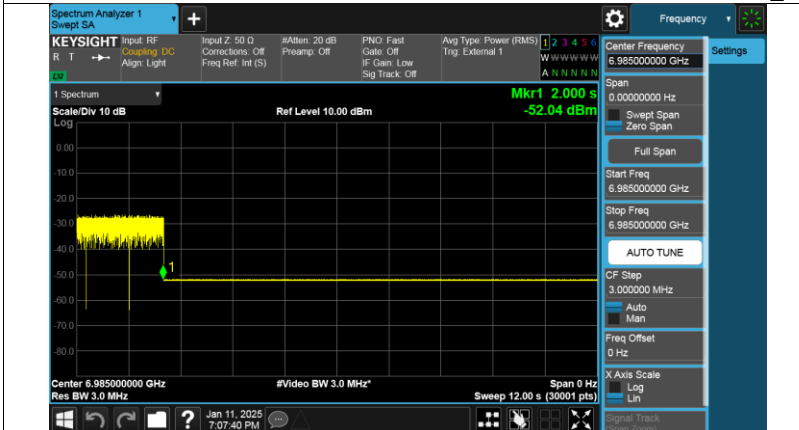 Spectrum Analyzer 1
Swept SA
Frequency
KEYSIGHT
R T
LXI
Input: RF
Coupling: DC
Align: Light
Input Z: 50 Ω
Corrections: Off
Freq Ref: Int (S)
#Atten: 20 dB
Preamp: Off
PNO: Fast
Gate: Off
IF Gain: Low
Sig Track: Off
Avg Type: Power (RMS)
Trig: External 1
1 2 3 4 5 6
W W W W W W
A N N N N N
1 Spectrum
Scale/Div 10 dB
Ref Level 10.00 dBm
Mkr1 2.000 s
-52.04 dBm
Log
0.00
-10.0
-20.0
-30.0
-40.0
-50.0
-60.0
-70.0
-80.0
1
Center 6.985000000 GHz
Res BW 3.0 MHz
#Video BW 3.0 MHz*
Span 0 Hz
Sweep 12.00 s (30001 pts)
Center Frequency
6.985000000 GHz
Settings
Span
0.00000000 Hz
Swept Span
Zero Span
Full Span
Start Freq
6.985000000 GHz
Stop Freq
6.985000000 GHz
AUTO TUNE
CF Step
3.000000 MHz
Auto
Man
Freq Offset
0 Hz
X Axis Scale
Log
Lin
Signal Track
(Span Zoom)
?
Jan 11, 2025
7:07:40 PM